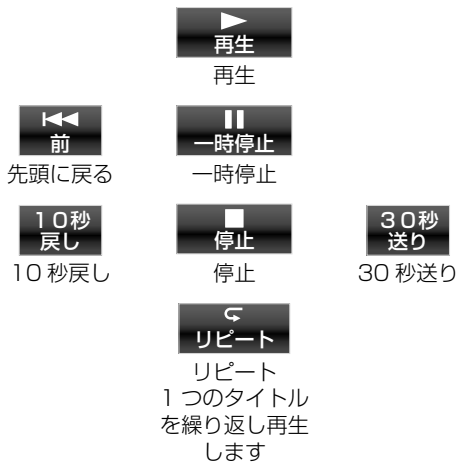 再生
再生
前
一時停止
先頭に戻る
一時停止
10秒
戻し
停止
30秒
送り
10 秒戻し
停止
30 秒送り
リピート
リピート
1 つのタイトル
を繰り返し再生
します